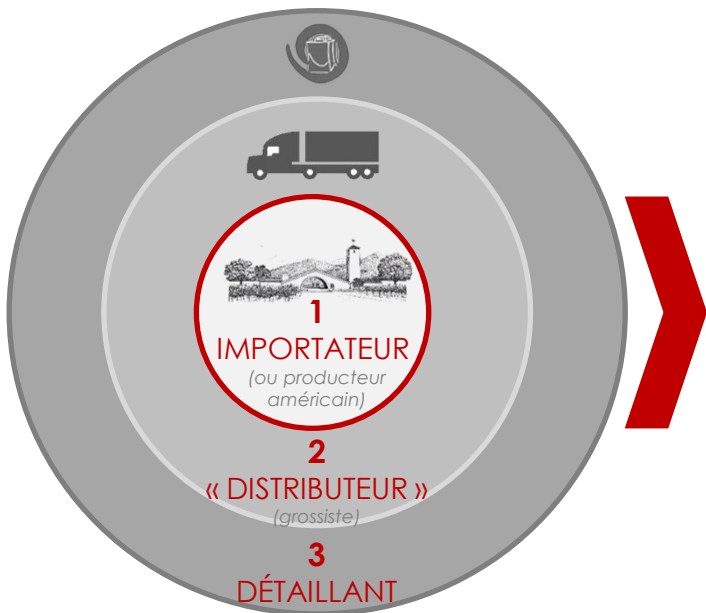 1
IMPORTATEUR
(ou producteur
américain)
2
« DISTRIBUTEUR »
(grossiste)
3
DÉTAILLANT